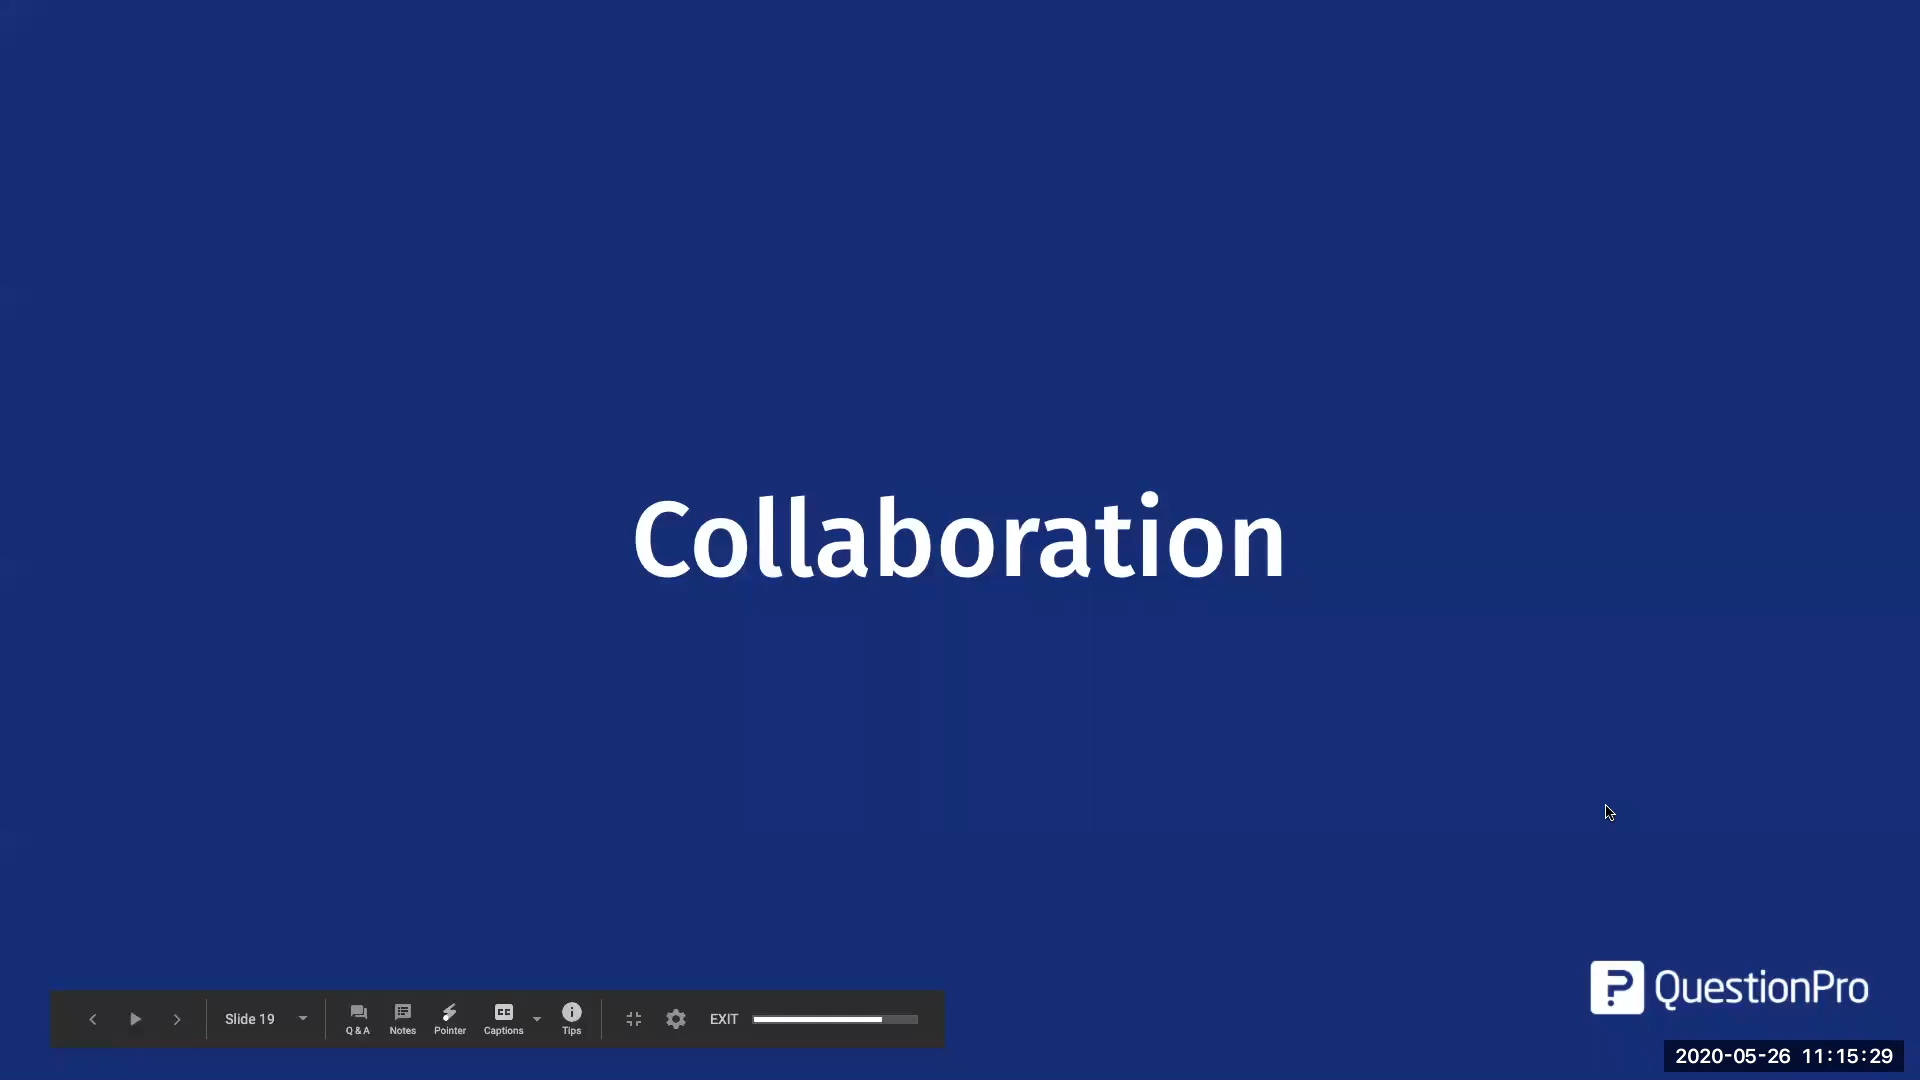 Collaboration
QuestionPro
Slide 19
Q & A
Notes
Pointer
Captions
Tips
EXIT
2020-05-26 11:15:29